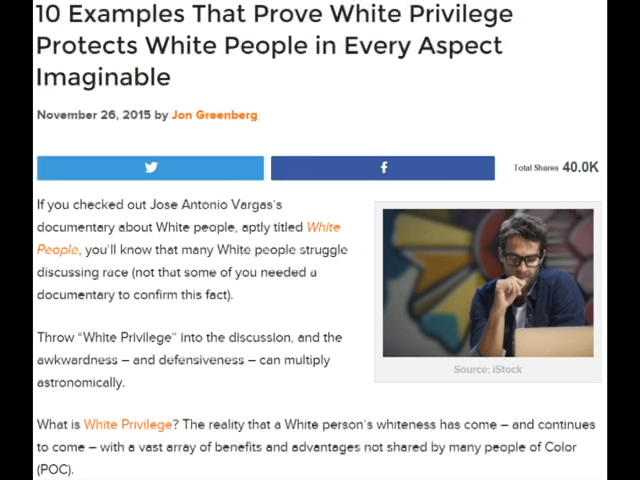 10 Examples That Prove White Privilege
Protects White People in Every Aspect
Imaginable
November 26, 2015 by Jon Greenberg
Total Shares 40.0K
If you checked out Jose Antonio Vargas's
documentary about White people, aptly titled White
People, you'll know that many White people struggle
discussing race (not that some of you needed a
documentary to confirm this fact).
Source: iStock
Throw “White Privilege” into the discussion, and the
awkwardness – and defensiveness – can multiply
astronomically.
What is White Privilege? The reality that a White person's whiteness has come – and continues
to come – with a vast array of benefits and advantages not shared by many people of Color
(POC).